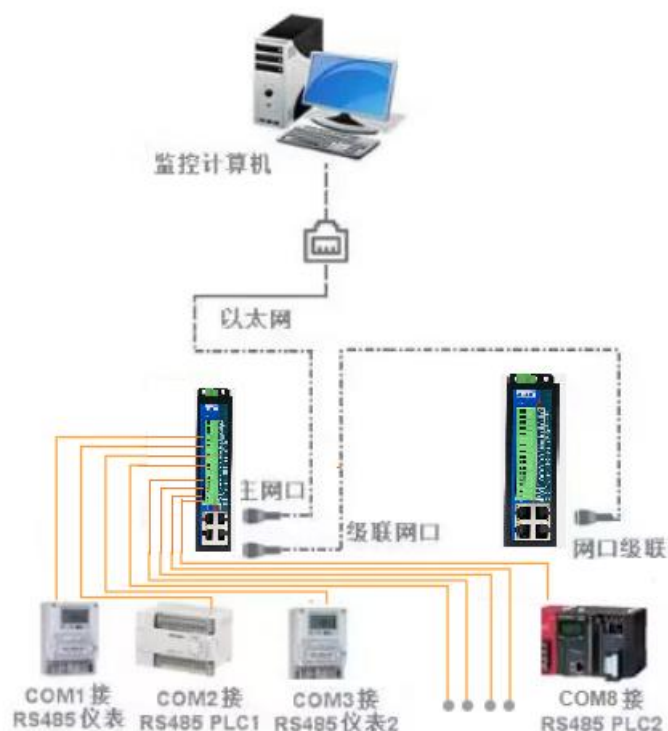 监控计算机
以太网
主网口
级联网口
网口级联
COM1 接
RS485 仪表
COM2 接
RS485 PLC1
COM3 接
RS485 仪表2
COM8 接
RS485 PLC2